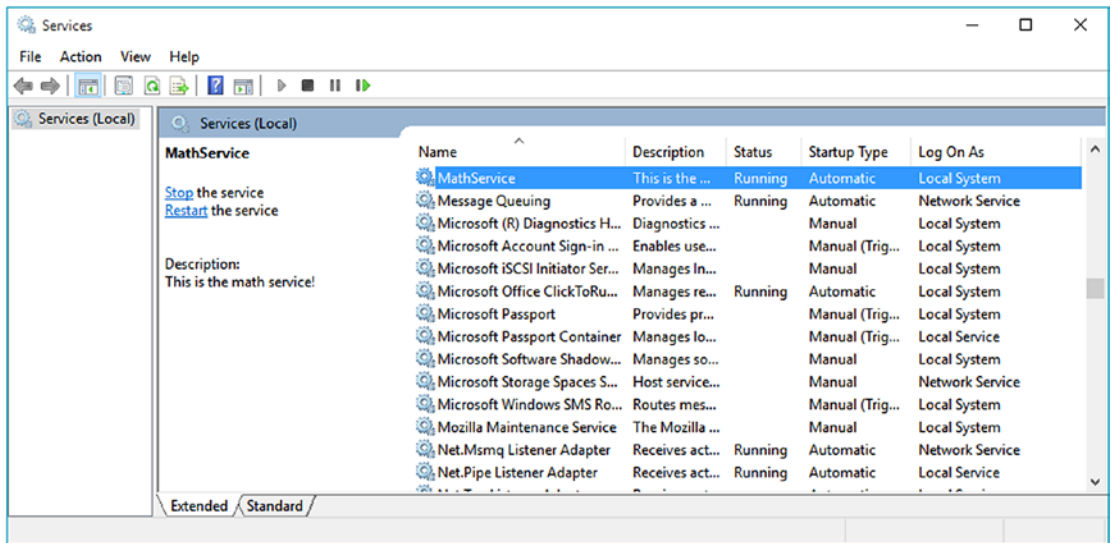 Services
File Action View Help
Services (Local)
Services (Local)
MathService
Stop the service
Restart the service
Description:
This is the math service!
Name Description Status Startup Type Log On As
MathService This is the ... Running Automatic Local System
Message Queuing Provides a ... Running Automatic Network Service
Microsoft (R) Diagnostics H... Diagnostics ... Manual Local System
Microsoft Account Sign-in ... Enables use... Manual (Trig... Local System
Microsoft iSCSI Initiator Ser... Manages In... Manual Local System
Microsoft Office ClickToRu... Manages re... Running Automatic Local System
Microsoft Passport Provides pr... Manual (Trig... Local System
Microsoft Passport Container Manages lo... Manual (Trig... Local Service
Microsoft Software Shadow... Manages so... Manual Local System
Microsoft Storage Spaces S... Host service... Manual Network Service
Microsoft Windows SMS Ro... Routes mes... Manual (Trig... Local System
Mozilla Maintenance Service The Mozilla ... Manual Local System
Net.Msmq Listener Adapter Receives act... Running Automatic Network Service
Net.Pipe Listener Adapter Receives act... Running Automatic Local Service
Extended Standard